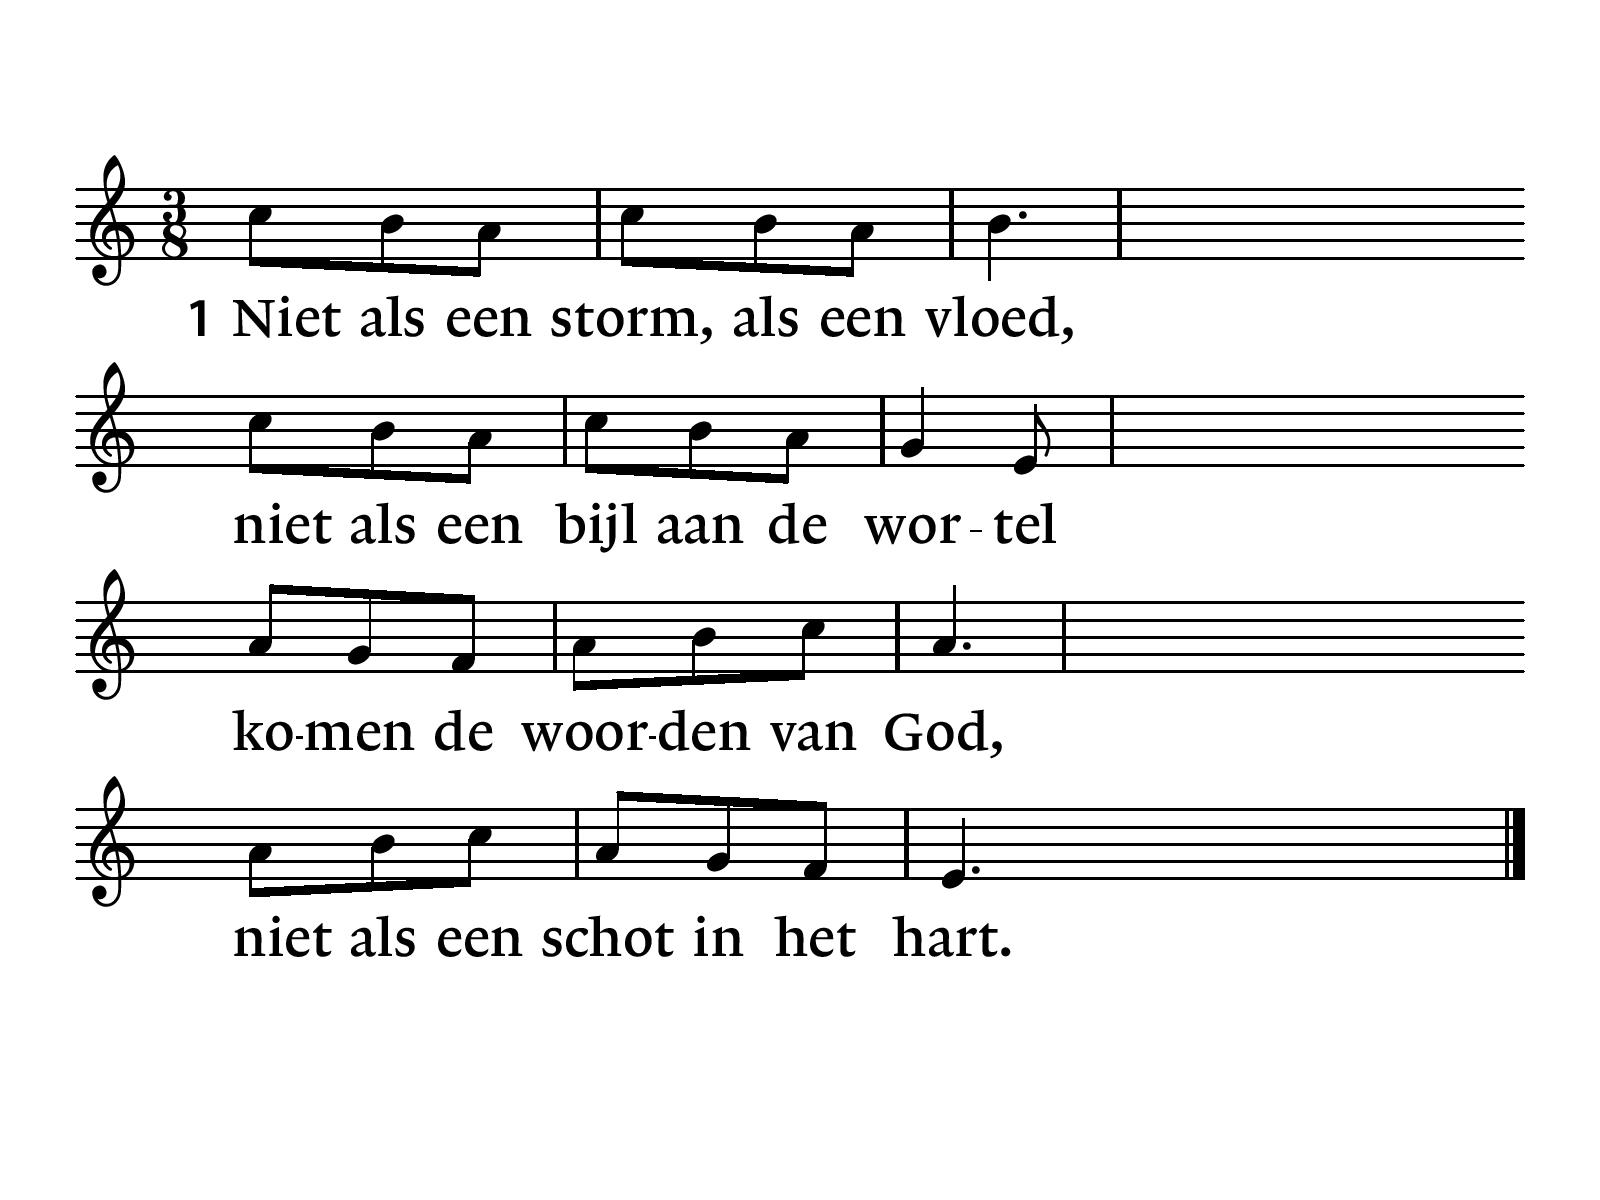 1 Niet als een storm, als een vloed,
niet als een bijl aan de wor-tel
ko-men de woor-den van God,
niet als een schot in het hart.